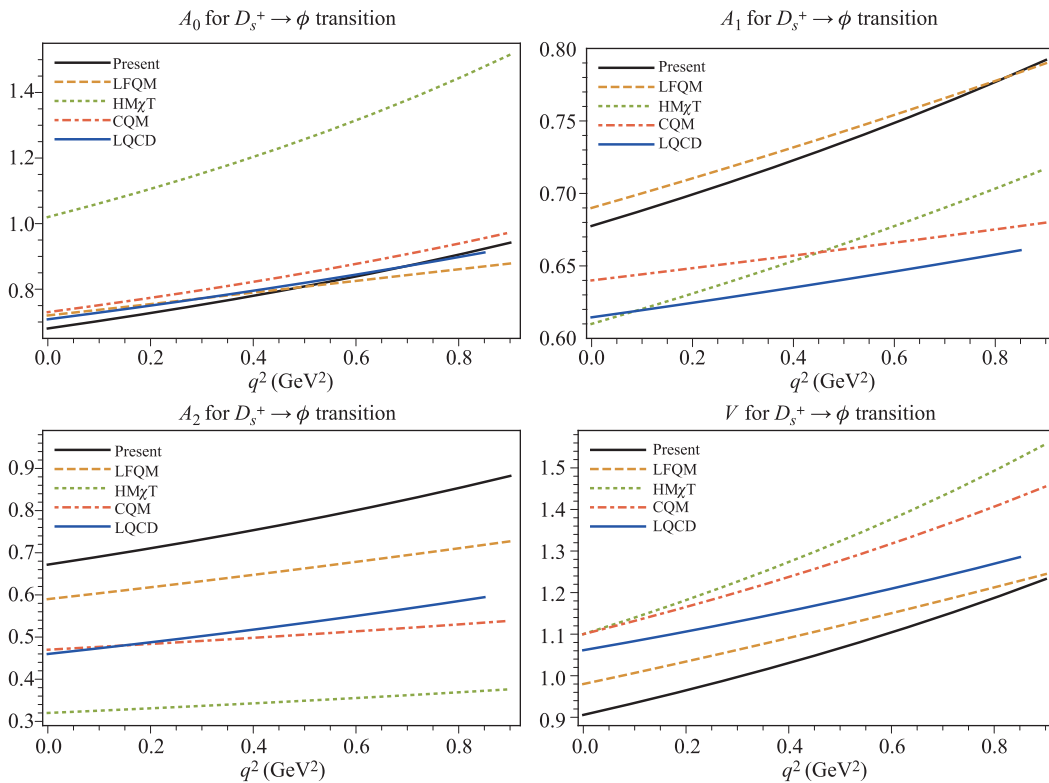 A₀ for Dₛ⁺ → ϕ transition
Present
LFQM
HMχT
CQM
LQCD
1.4
1.2
1.0
0.8
0.0 0.2 0.4 0.6 0.8
q² (GeV²)
A₁ for Dₛ⁺ → ϕ transition
Present
LFQM
HMχT
CQM
LQCD
0.80
0.75
0.70
0.65
0.60
0.0 0.2 0.4 0.6 0.8
q² (GeV²)
A₂ for Dₛ⁺ → ϕ transition
Present
LFQM
HMχT
CQM
LQCD
0.9
0.8
0.7
0.6
0.5
0.4
0.3
0.0 0.2 0.4 0.6 0.8
q² (GeV²)
V for Dₛ⁺ → ϕ transition
Present
LFQM
HMχT
CQM
LQCD
1.5
1.4
1.3
1.2
1.1
1.0
0.9
0.0 0.2 0.4 0.6 0.8
q² (GeV²)